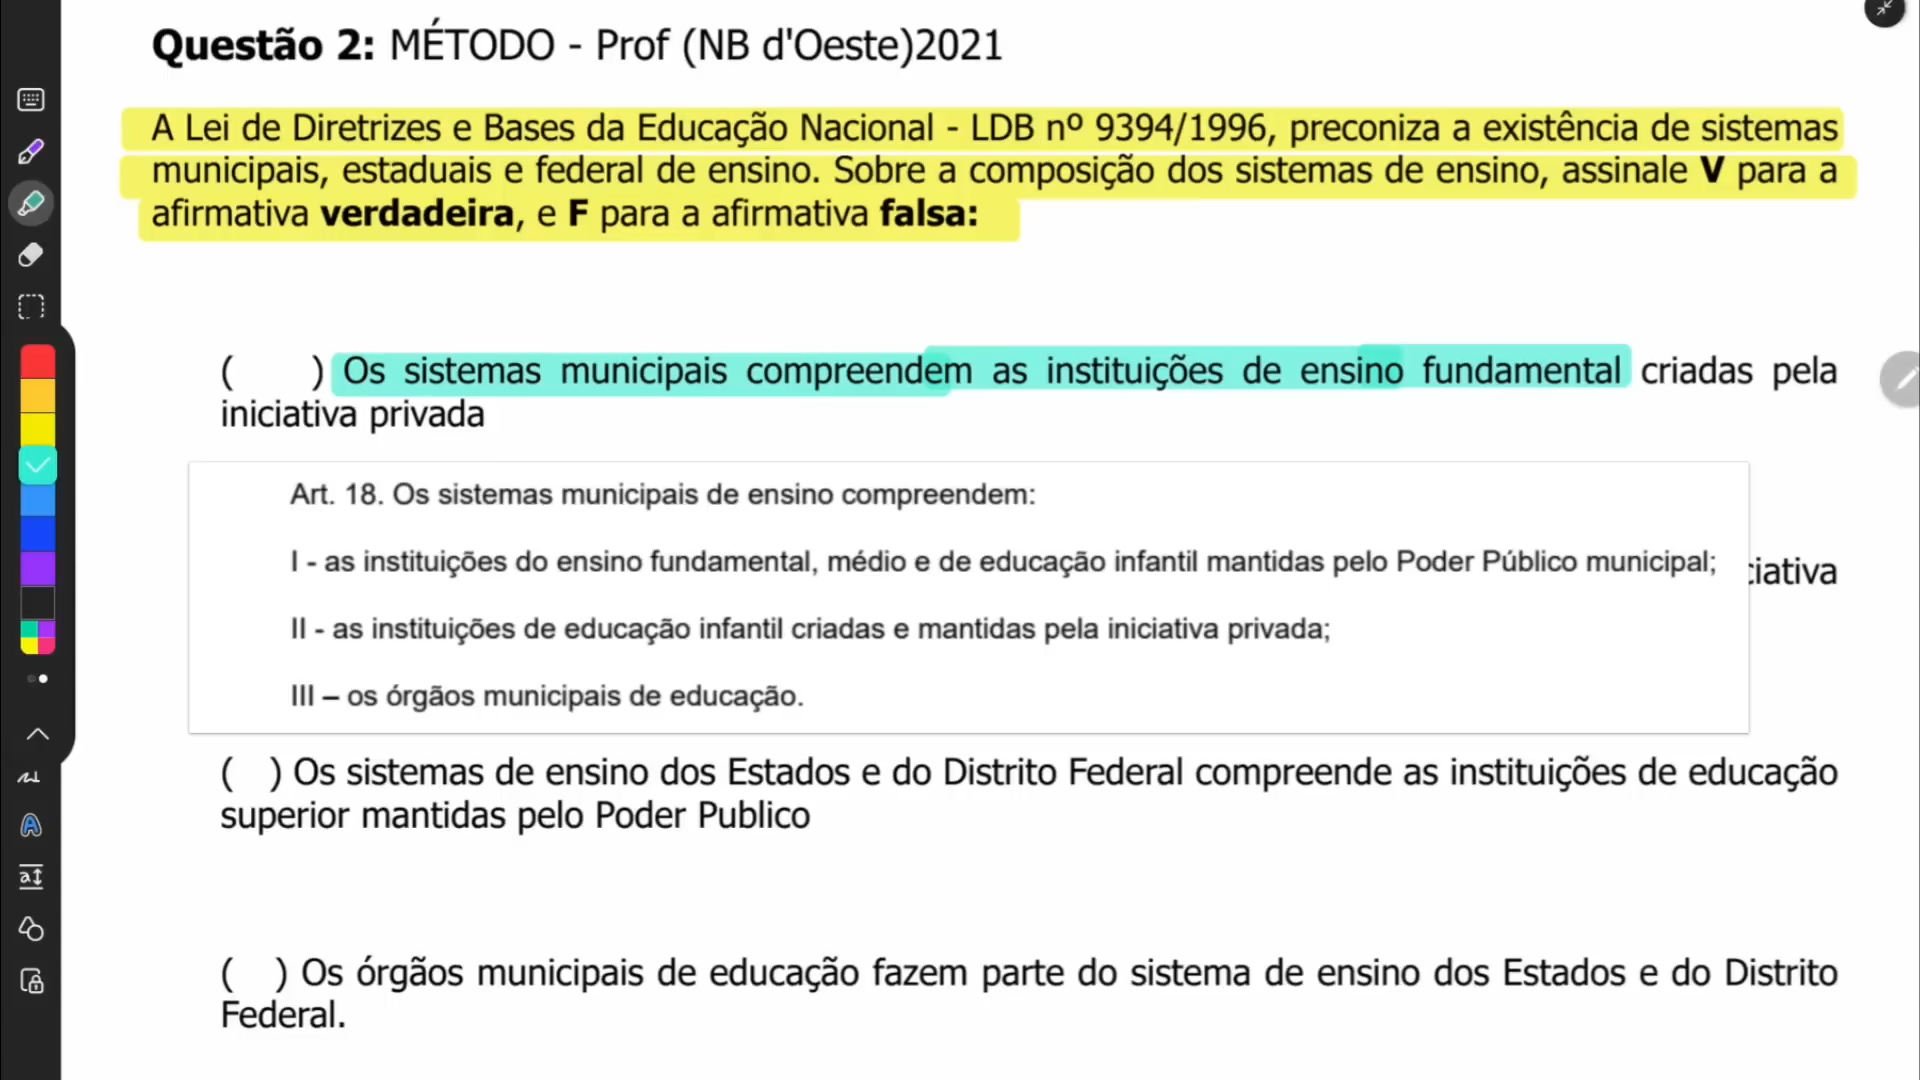 Questão 2: MÉTODO - Prof (NB d'Oeste)2021
A Lei de Diretrizes e Bases da Educação Nacional - LDB nº 9394/1996, preconiza a existência de sistemas
municipais, estaduais e federal de ensino. Sobre a composição dos sistemas de ensino, assinale V para a
afirmativa verdadeira, e F para a afirmativa falsa:
( ) Os sistemas municipais compreendem as instituições de ensino fundamental criadas pela
iniciativa privada
Art. 18. Os sistemas municipais de ensino compreendem:
I - as instituições do ensino fundamental, médio e de educação infantil mantidas pelo Poder Público municipal;
ciativa
II - as instituições de educação infantil criadas e mantidas pela iniciativa privada;
III – os órgãos municipais de educação.
( ) Os sistemas de ensino dos Estados e do Distrito Federal compreende as instituições de educação
superior mantidas pelo Poder Publico
( ) Os órgãos municipais de educação fazem parte do sistema de ensino dos Estados e do Distrito
Federal.